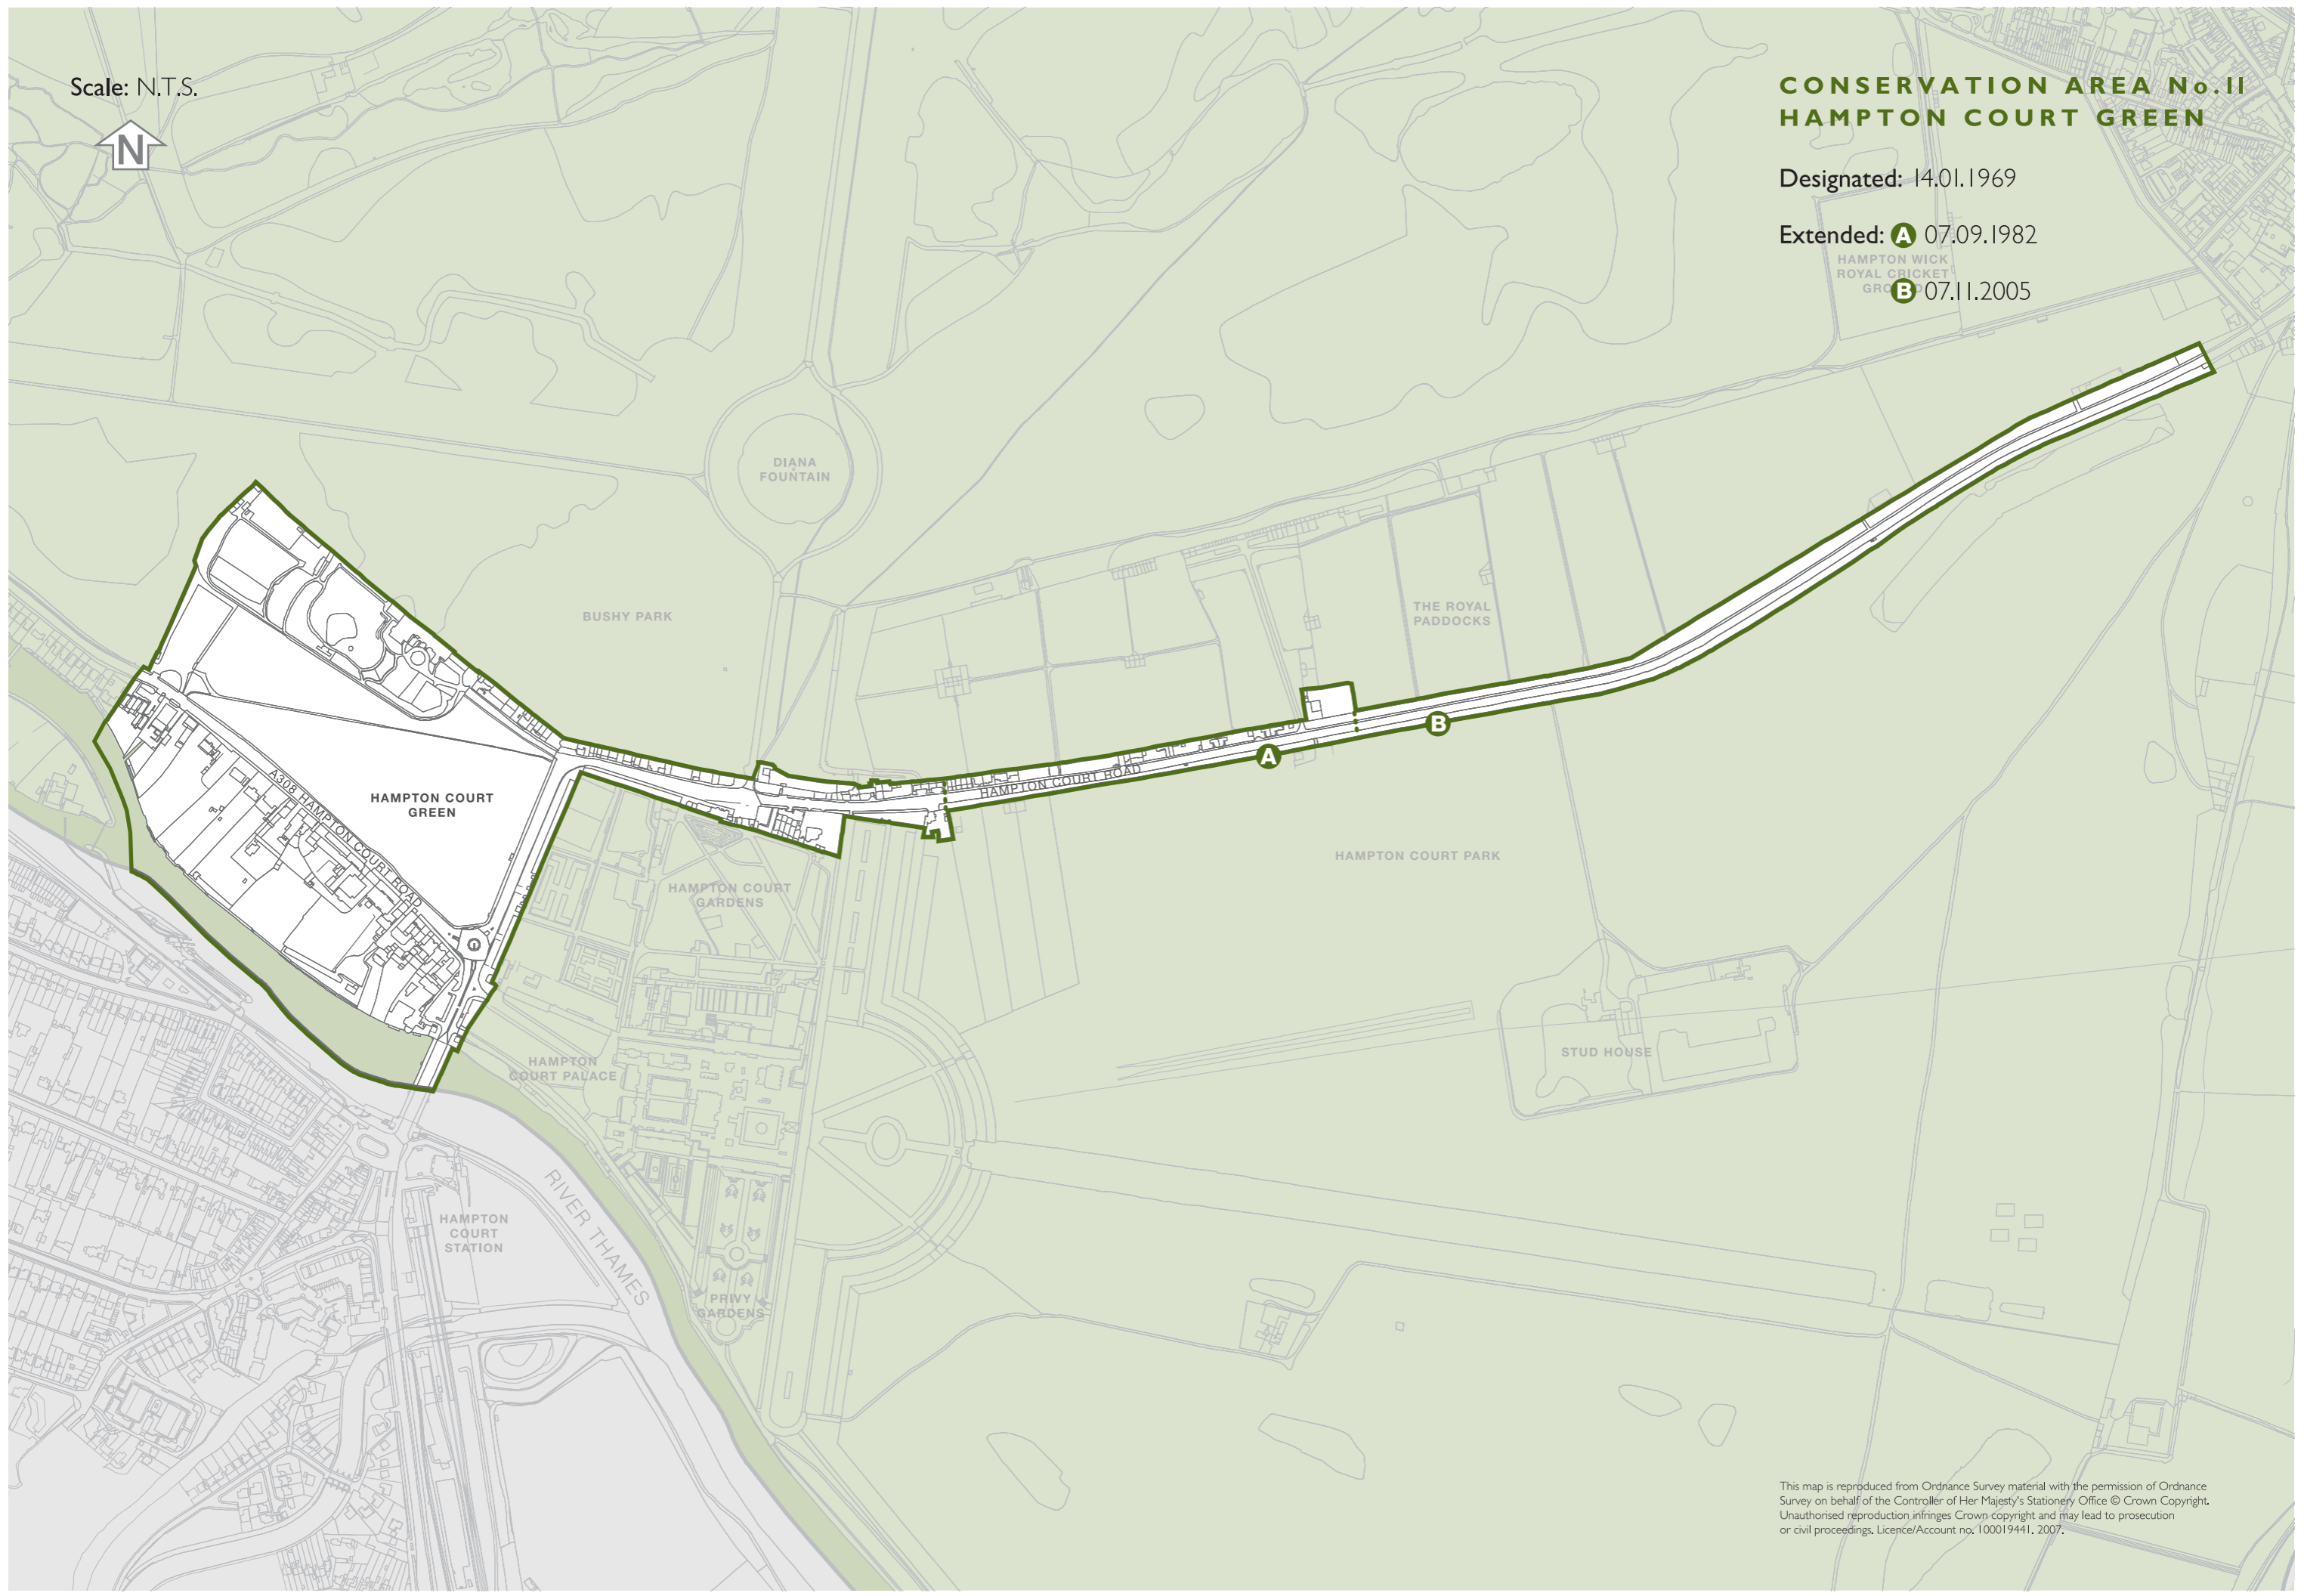 Scale: N.T.S.
N
CONSERVATION AREA No.11
HAMPTON COURT GREEN
Designated: 14.01.1969
Extended: A 07.09.1982
B 07.11.2005
HAMPTON WICK
ROYAL CRICKET
GROUND
DIANA
FOUNTAIN
BUSHY PARK
THE ROYAL
PADDOCKS
HAMPTON COURT
GREEN
A308 HAMPTON COURT ROAD
HAMPTON COURT ROAD
A
B
HAMPTON COURT PARK
HAMPTON COURT
GARDENS
HAMPTON
COURT PALACE
STUD HOUSE
HAMPTON
COURT
STATION
RIVER THAMES
PRIVY
GARDENS
This map is reproduced from Ordnance Survey material with the permission of Ordnance
Survey on behalf of the Controller of Her Majesty's Stationery Office © Crown Copyright.
Unauthorised reproduction infringes Crown copyright and may lead to prosecution
or civil proceedings. Licence/Account no. 100019441. 2007.